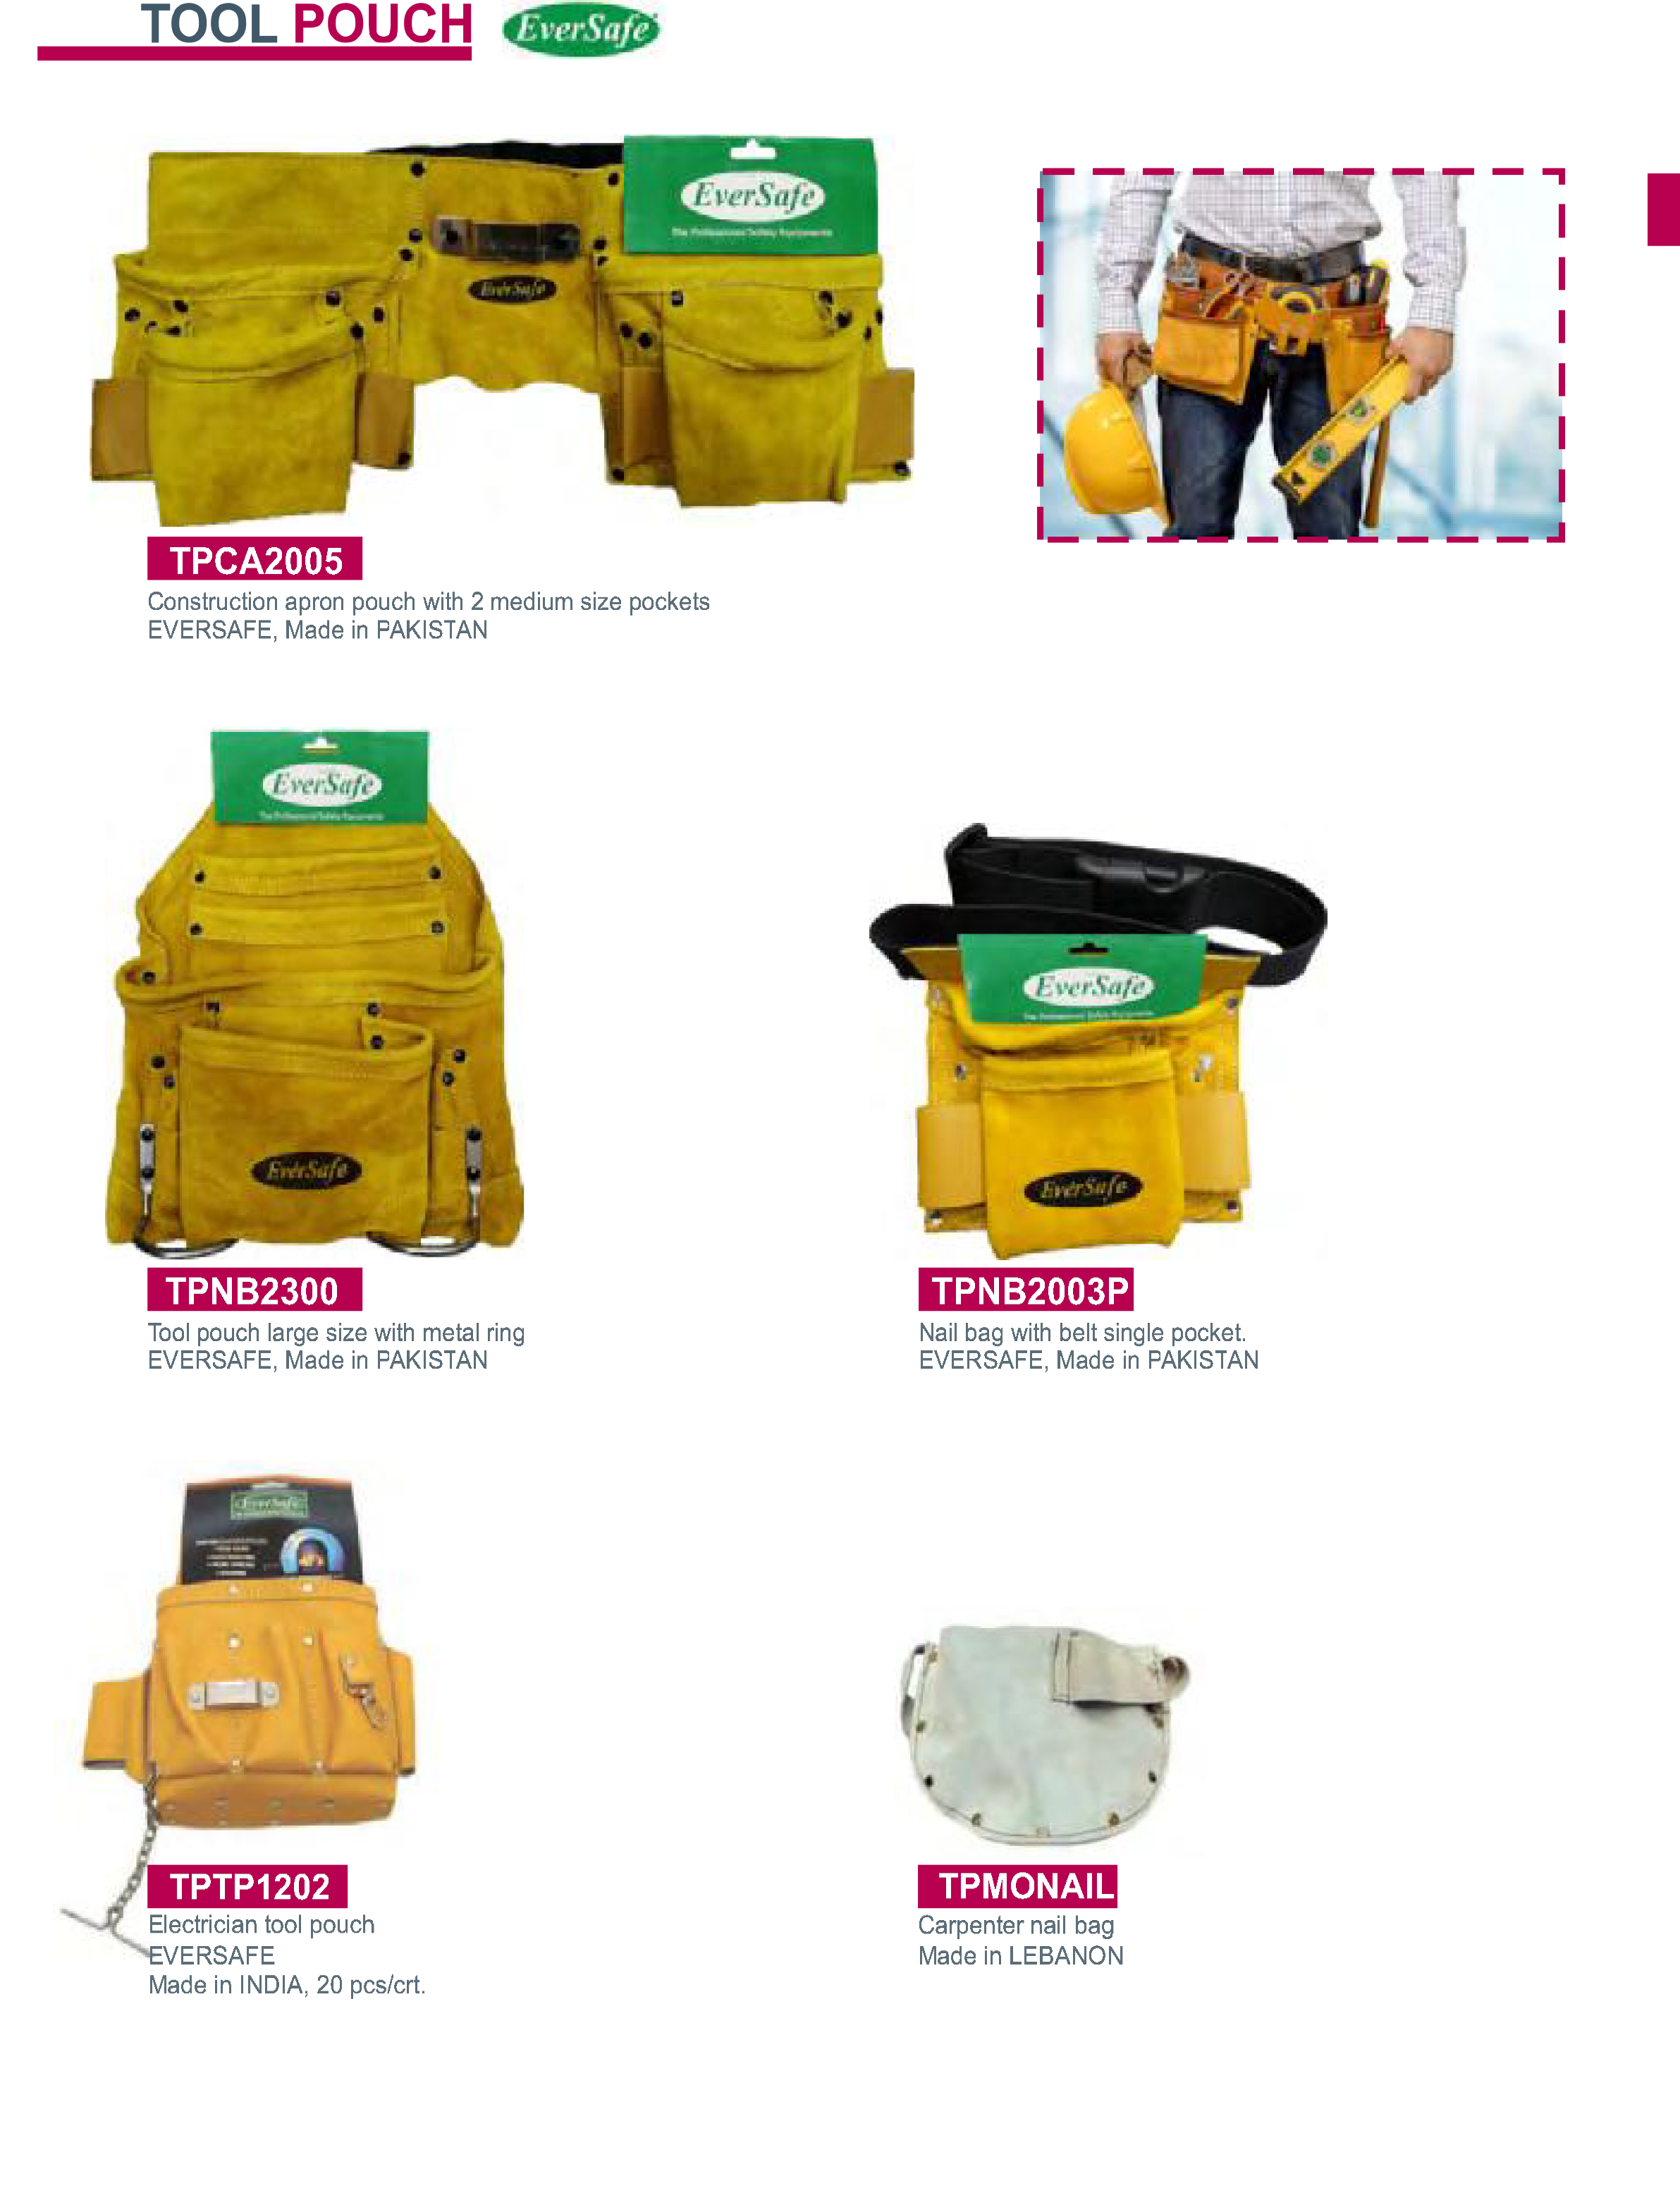 TOOL POUCH EverSafe
EverSafe
The Professional Safety Equipments
EverSafe
TPCA2005
Construction apron pouch with 2 medium size pockets
EVERSAFE, Made in PAKISTAN
EverSafe
The Professional Safety Equipments
EverSafe
EverSafe
The Professional Safety Equipments
EverSafe
TPNB2300
Tool pouch large size with metal ring
EVERSAFE, Made in PAKISTAN
TPNB2003P
Nail bag with belt single pocket.
EVERSAFE, Made in PAKISTAN
EverSafe
TPTP1202
Electrician tool pouch
EVERSAFE
Made in INDIA, 20 pcs/crt.
TPMONAIL
Carpenter nail bag
Made in LEBANON